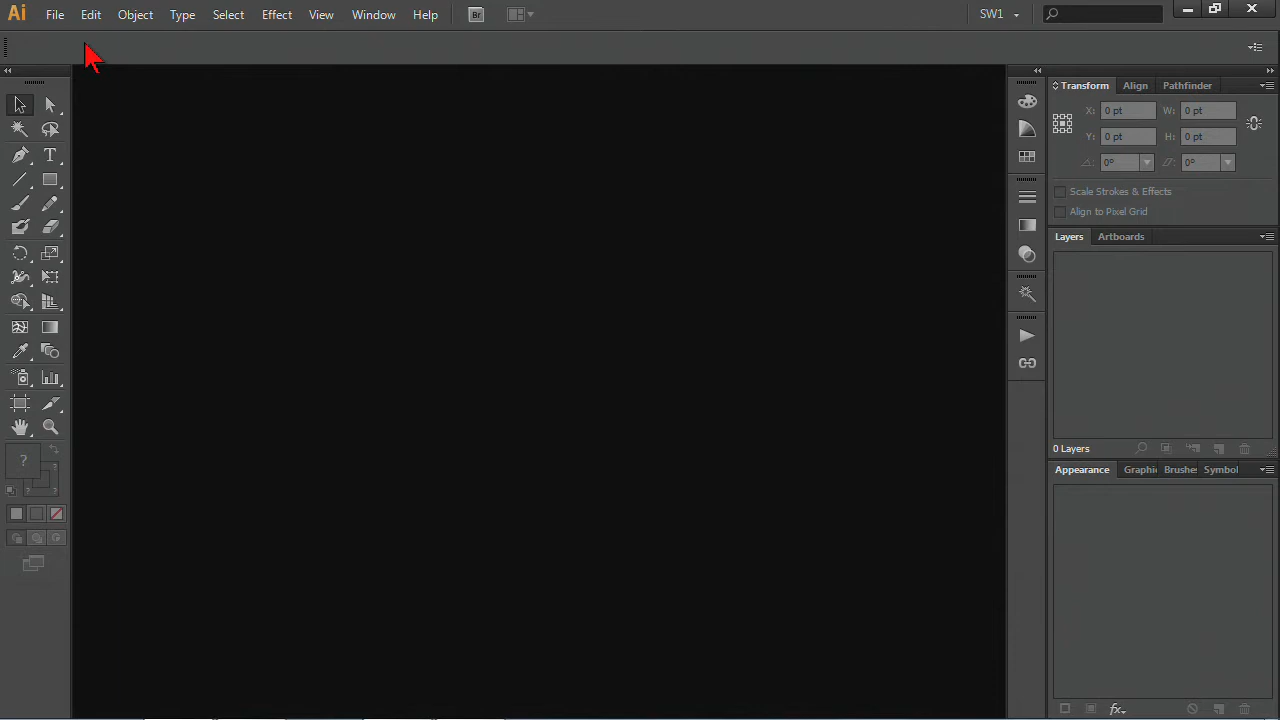 Ai File Edit Object Type Select Effect View Window Help Br SW1
Transform Align Pathfinder
X: 0 pt W: 0 pt
Y: 0 pt H: 0 pt
0° 0°
Scale Strokes & Effects
Align to Pixel Grid
Layers Artboards
0 Layers
Appearance Graphic Brushes Symbol
fx
T
?
? ?